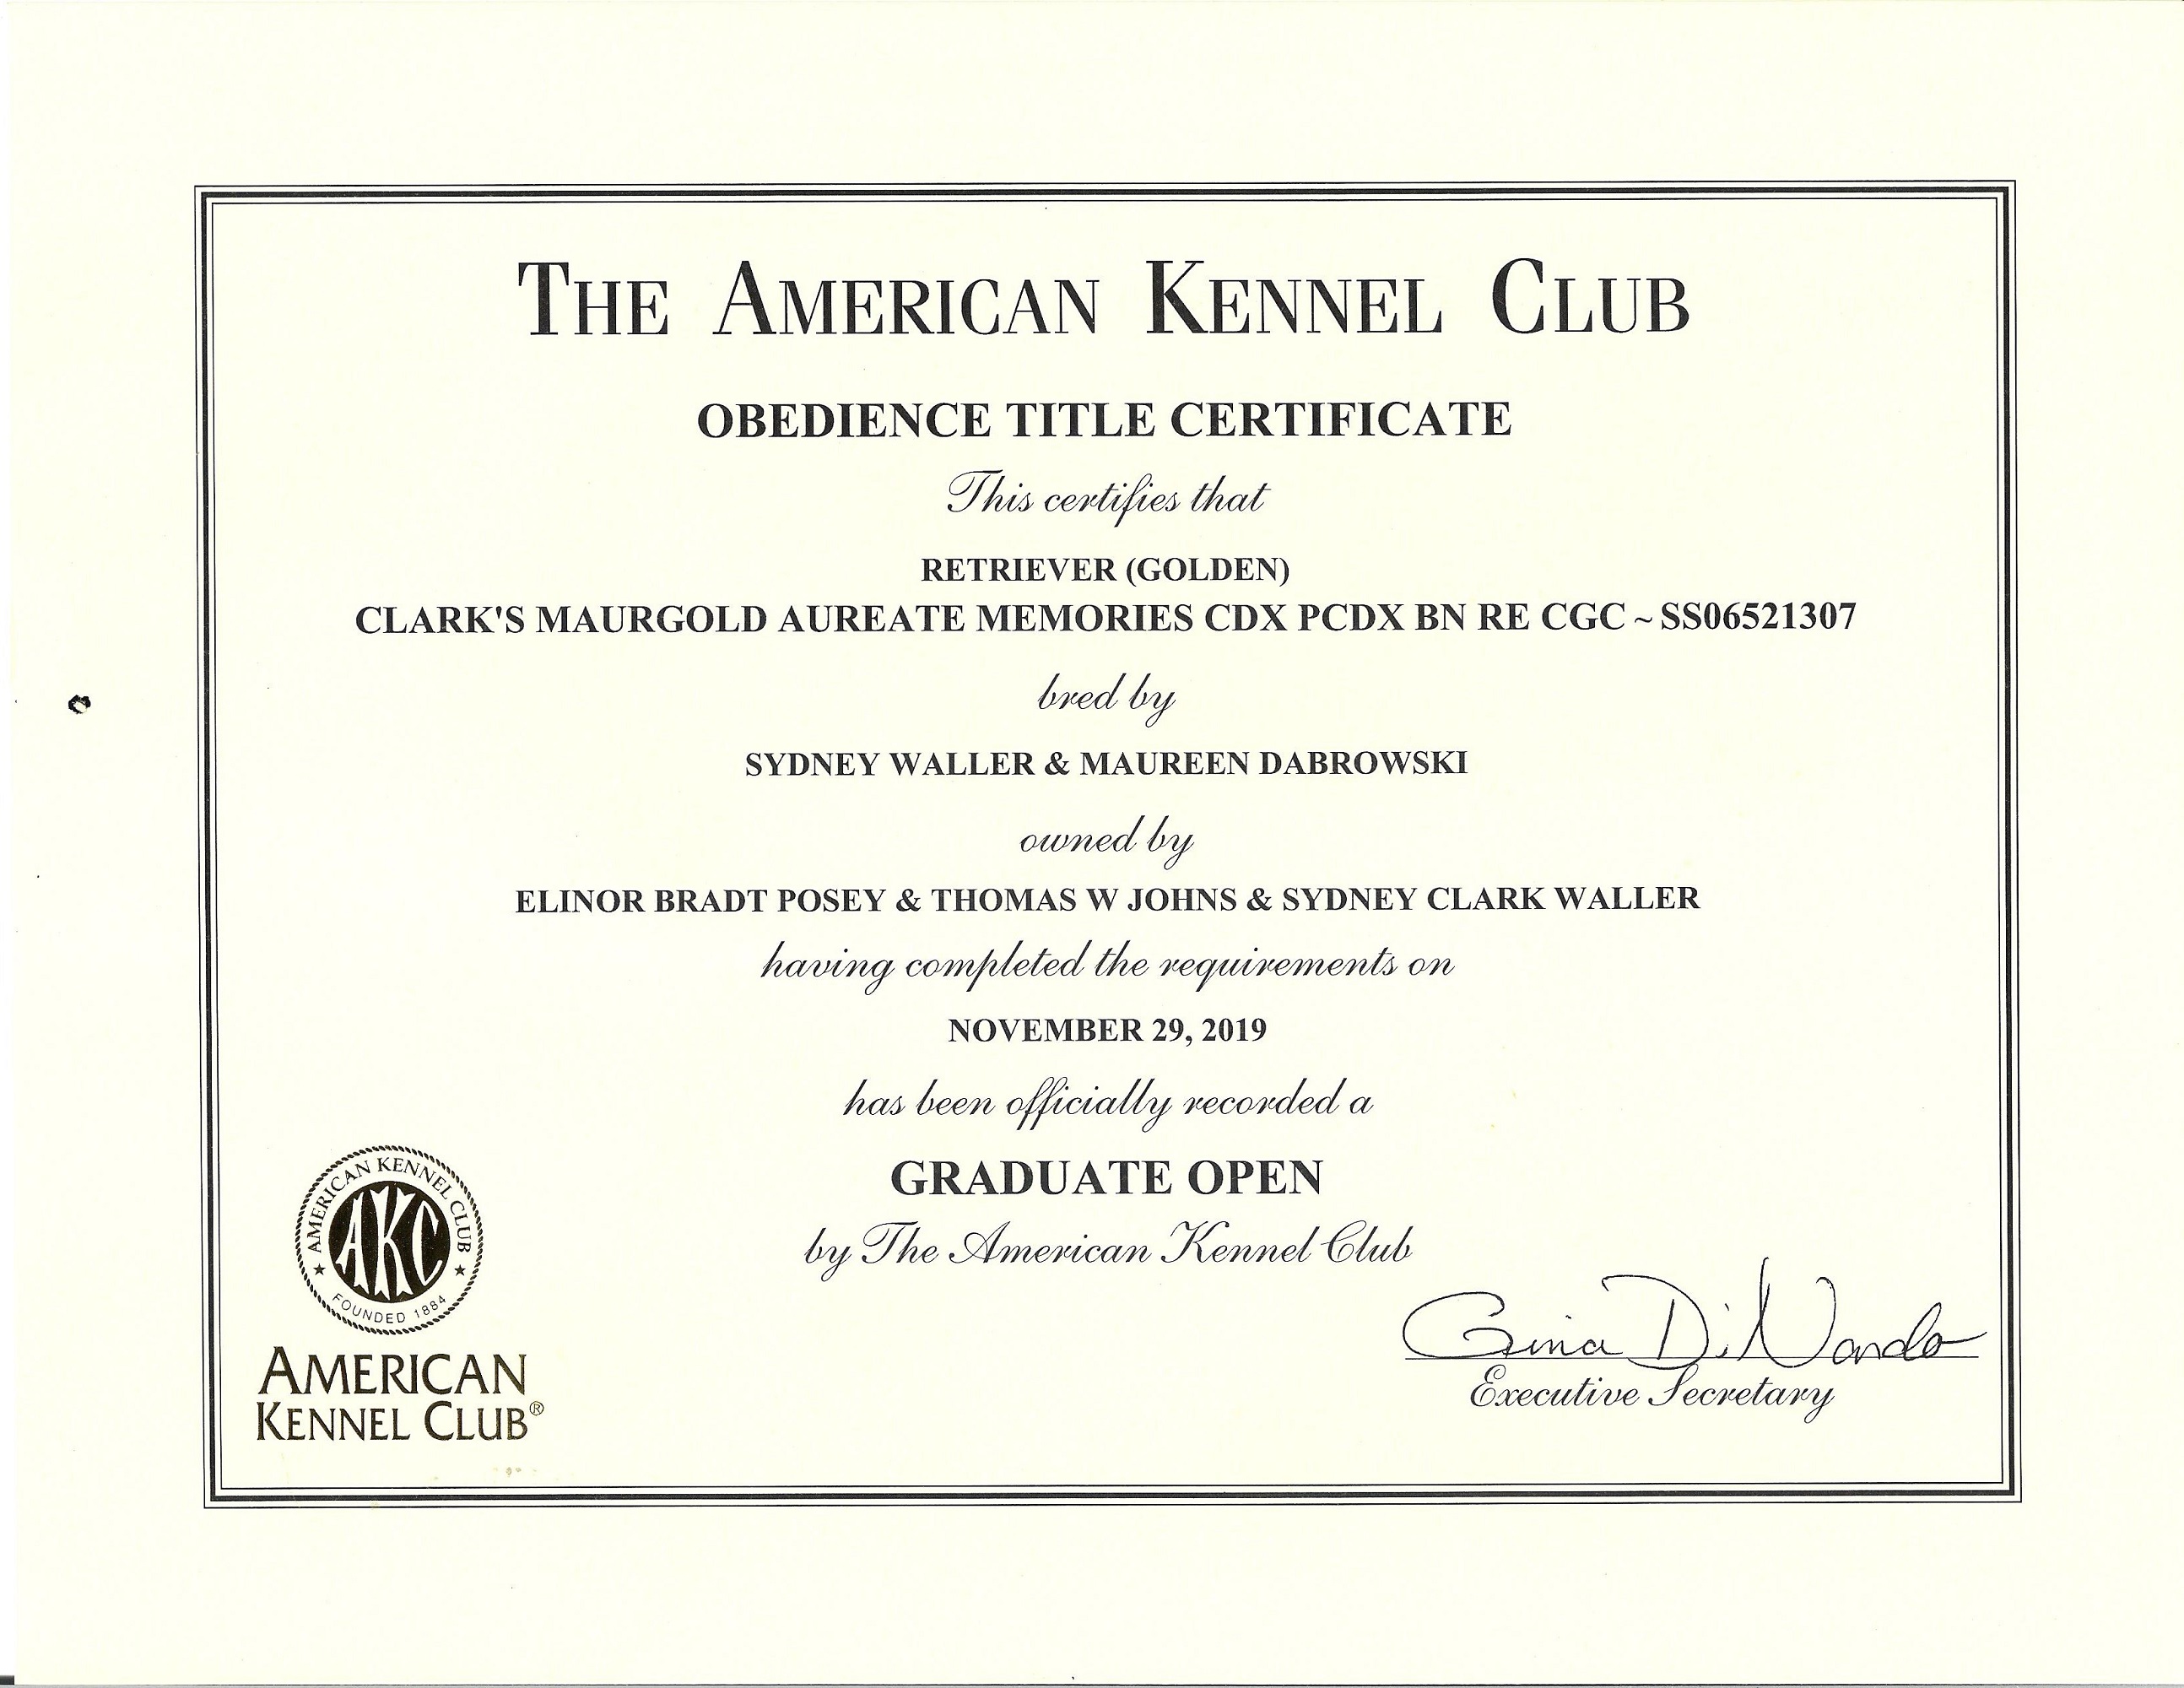 THE AMERICAN KENNEL CLUB
OBEDIENCE TITLE CERTIFICATE
This certifies that
RETRIEVER (GOLDEN)
CLARK'S MAURGOLD AUREATE MEMORIES CDX PCDX BN RE CGC ~ SS06521307
bred by
SYDNEY WALLER & MAUREEN DABROWSKI
owned by
ELINOR BRADT POSEY & THOMAS W JOHNS & SYDNEY CLARK WALLER
having completed the requirements on
NOVEMBER 29, 2019
has been officially recorded a
GRADUATE OPEN
by The American Kennel Club
AMERICAN KENNEL CLUB
AKC
FOUNDED 1884
AMERICAN
KENNEL CLUB®
Gina DiNardo
Executive Secretary